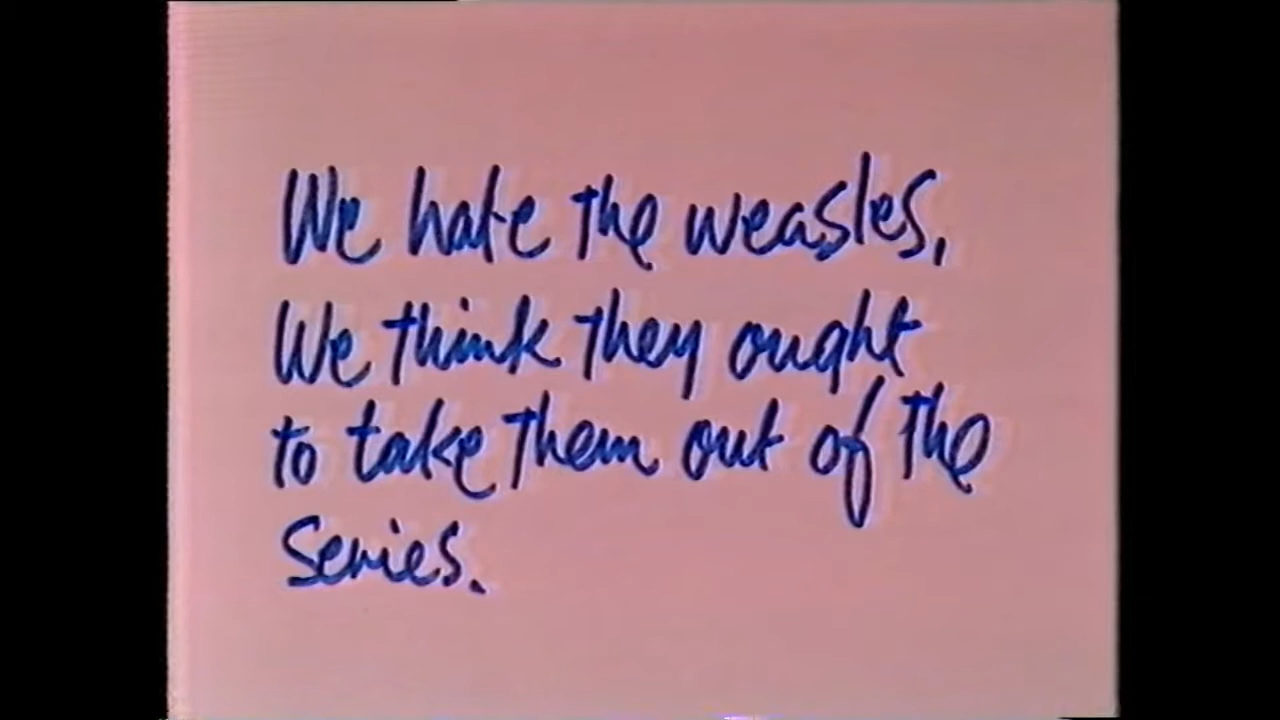 We hate the weasles,
We think they ought
to take them out of the
series.